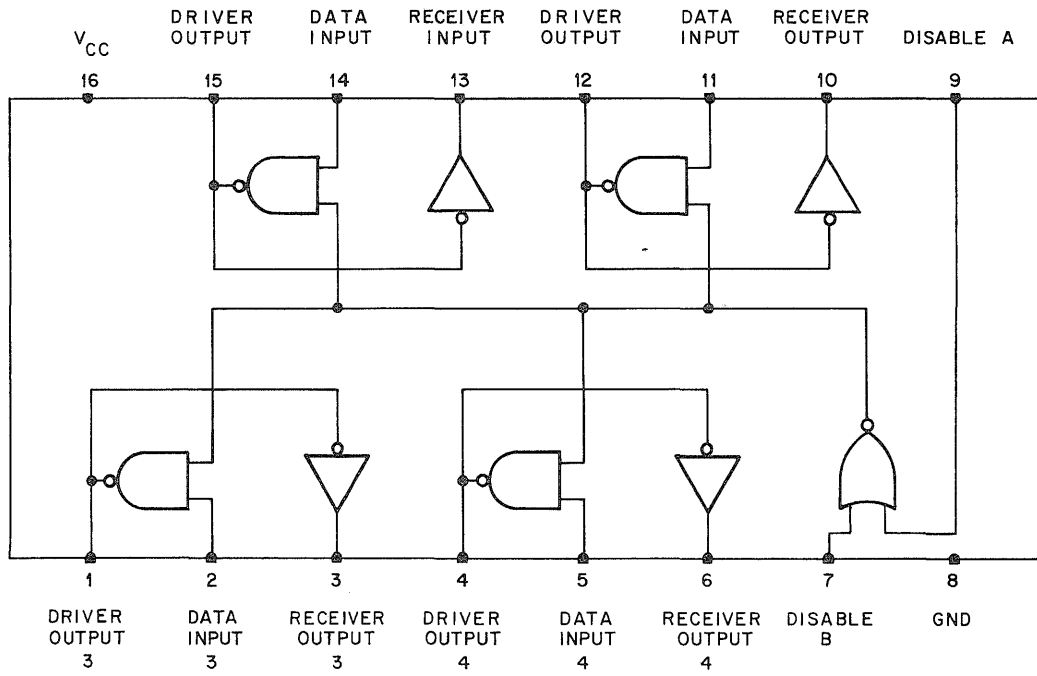 DRIVER OUTPUT
DATA INPUT
RECEIVER INPUT
DRIVER OUTPUT
DATA INPUT
RECEIVER OUTPUT
DISABLE A
VCC
16
15
14
13
12
11
10
9
1
2
3
4
5
6
7
8
DRIVER OUTPUT 3
DATA INPUT 3
RECEIVER OUTPUT 3
DRIVER OUTPUT 4
DATA INPUT 4
RECEIVER OUTPUT 4
DISABLE B
GND